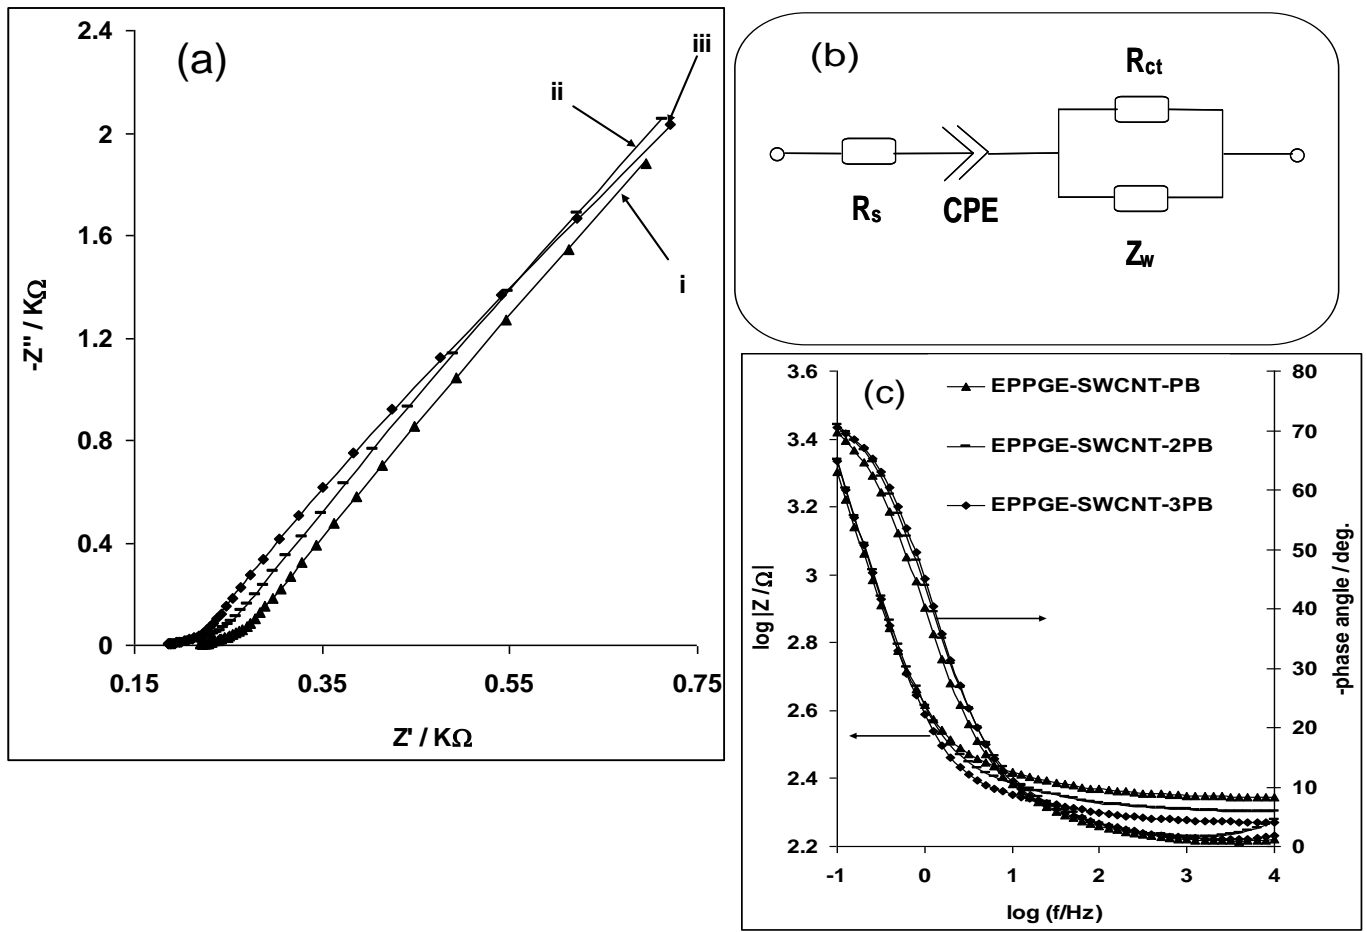 (a)
2.4
2
1.6
1.2
0.8
0.4
0
0.15 0.35 0.55 0.75
-Z'' / KΩ
Z' / KΩ
i
ii
iii
(b)
Rs
CPE
Rct
Zw
(c)
EPPGE-SWCNT-PB
EPPGE-SWCNT-2PB
EPPGE-SWCNT-3PB
3.6
3.4
3.2
3
2.8
2.6
2.4
2.2
log |Z /Ω|
80
70
60
50
40
30
20
10
0
-phase angle / deg.
-1 0 1 2 3 4
log (f/Hz)